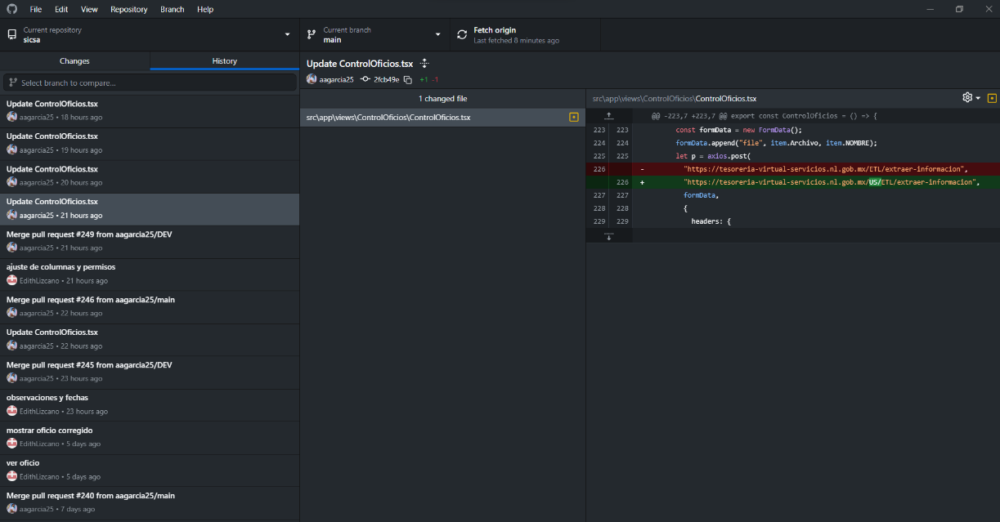 File Edit View Repository Branch Help
Current repository
sicsa
Current branch
main
Fetch origin
Last fetched 8 minutes ago
Changes History
Select branch to compare...
Update ControlOficios.tsx
aagarcia25 • 18 hours ago
Update ControlOficios.tsx
aagarcia25 • 19 hours ago
Update ControlOficios.tsx
aagarcia25 • 20 hours ago
Update ControlOficios.tsx
aagarcia25 • 21 hours ago
Merge pull request #249 from aagarcia25/DEV
aagarcia25 • 21 hours ago
ajuste de columnas y permisos
EdithLizcano • 21 hours ago
Merge pull request #246 from aagarcia25/main
aagarcia25 • 22 hours ago
Update ControlOficios.tsx
aagarcia25 • 22 hours ago
Merge pull request #245 from aagarcia25/DEV
aagarcia25 • 23 hours ago
observaciones y fechas
EdithLizcano • 23 hours ago
mostrar oficio corregido
EdithLizcano • 5 days ago
ver oficio
EdithLizcano • 5 days ago
Merge pull request #240 from aagarcia25/main
aagarcia25 • 7 days ago
Update ControlOficios.tsx
aagarcia25 2fcb49e +1 -1
1 changed file
src\app\views\ControlOficios\ControlOficios.tsx
src\app\views\ControlOficios\ControlOficios.tsx
@@ -223,7 +223,7 @@ export const ControlOficios = () => {
223 223 const formData = new FormData();
224 224 formData.append("file", item.Archivo, item.NOMBRE);
225 225 let p = axios.post(
226 - "https://tesoreria-virtual-servicios.nl.gob.mx/ETL/extraer-informacion",
226 + "https://tesoreria-virtual-servicios.nl.gob.mx/US/ETL/extraer-informacion",
227 227 formData,
228 228 {
229 229 headers: {